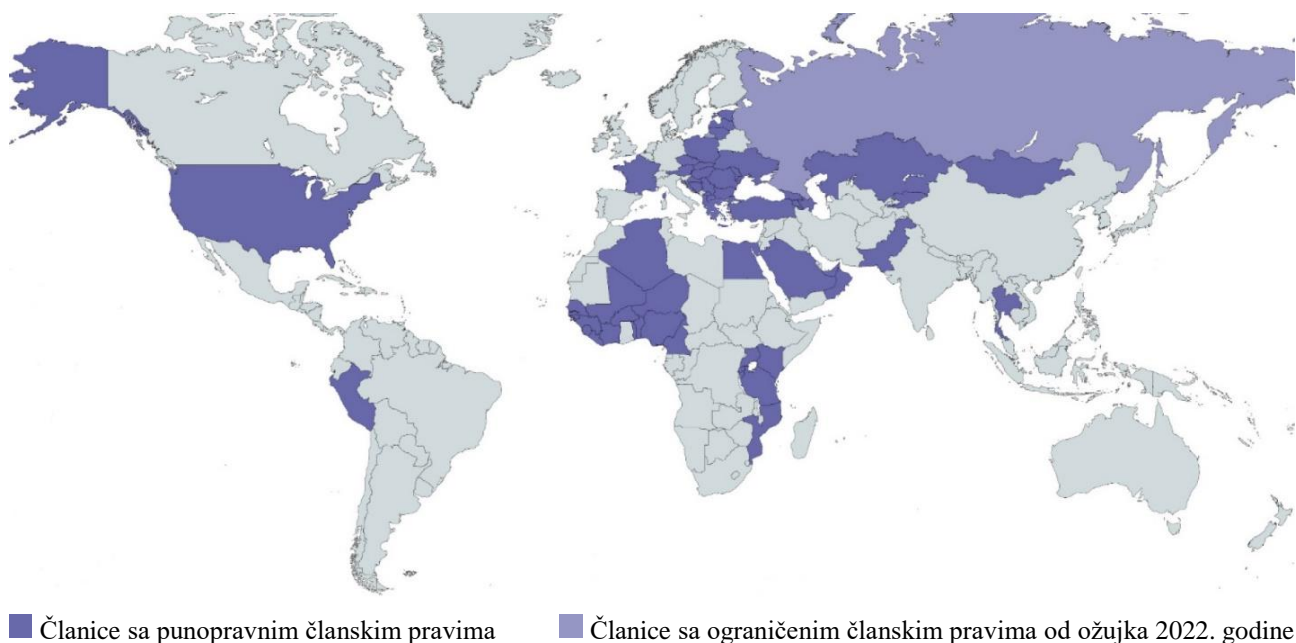 Članice sa punopravnim članskim pravima
Članice sa ograničenim članskim pravima od ožujka 2022. godine